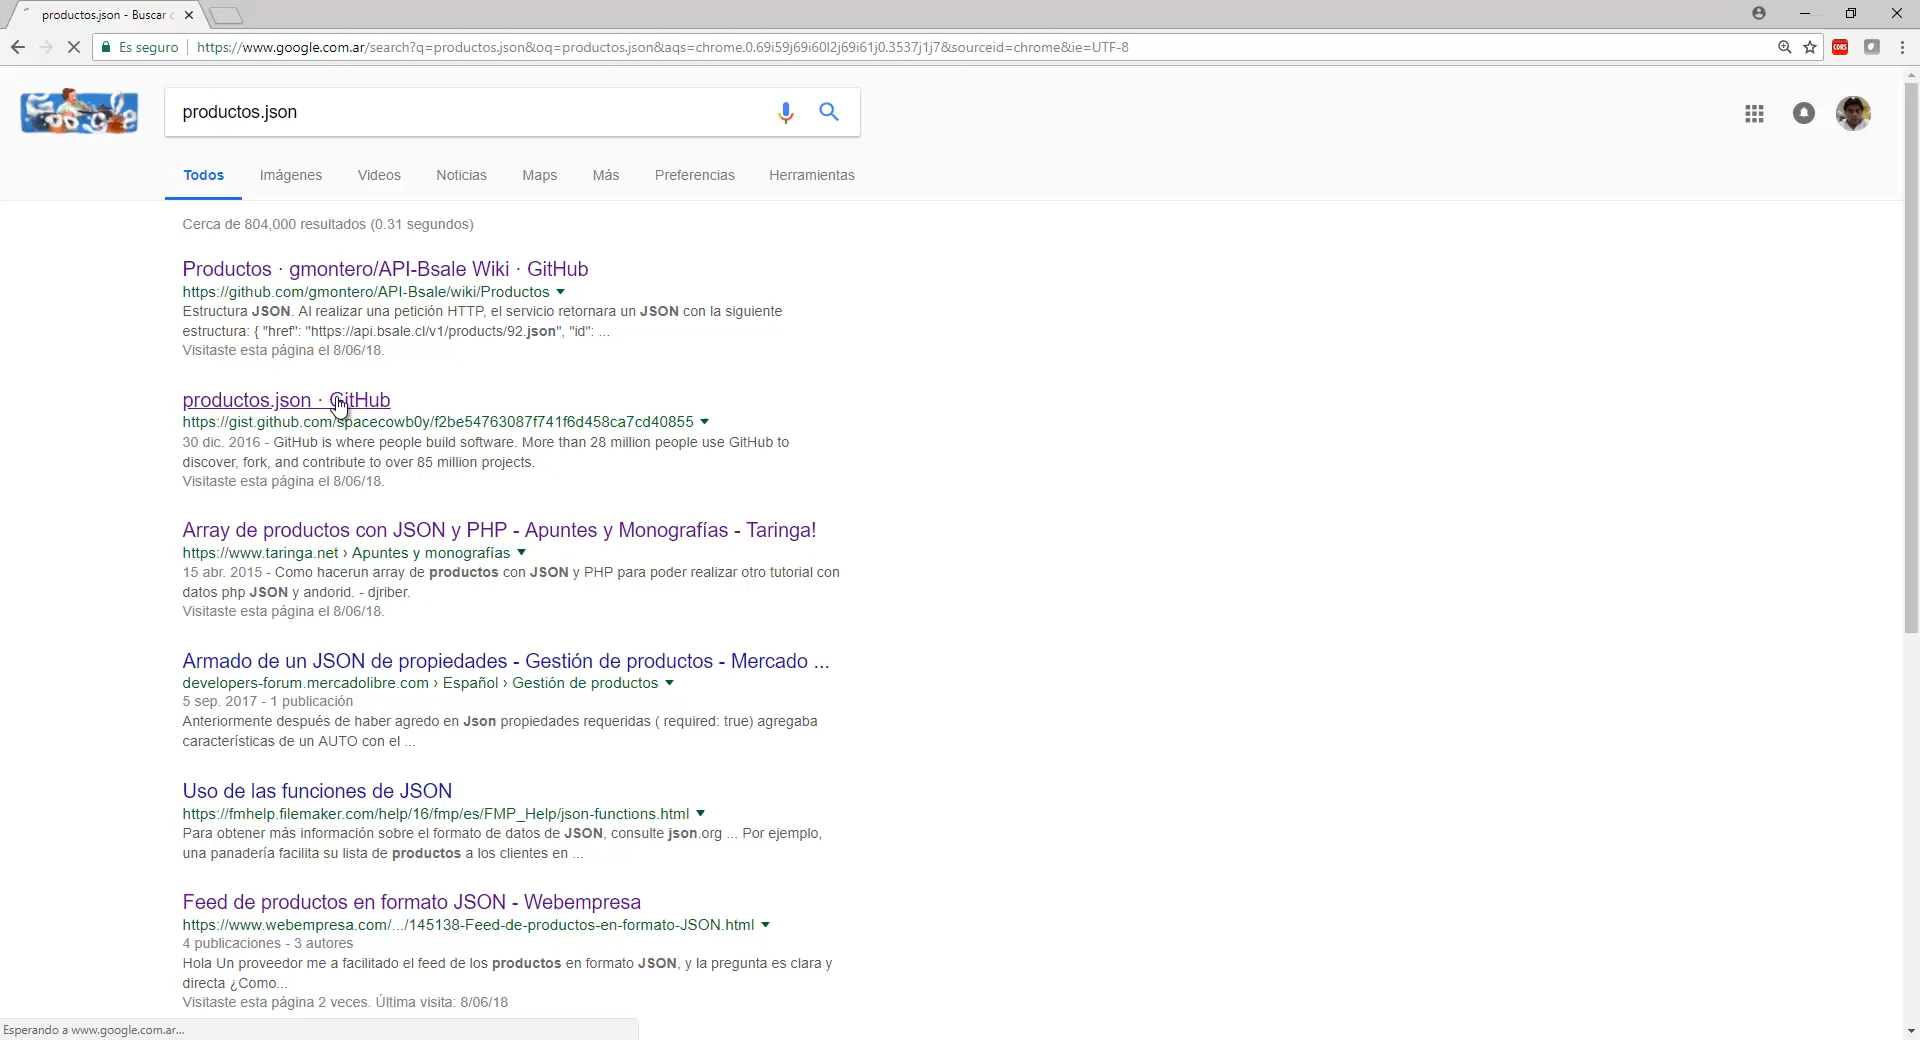 productos.json - Buscar c
Es seguro
https://www.google.com.ar/search?q=productos.json&oq=productos.json&aqs=chrome.0.69i59j69i60l2j69i61j0.3537j1j7&sourceid=chrome&ie=UTF-8
CORS
Google
productos.json
Todos Imágenes Videos Noticias Maps Más Preferencias Herramientas
Cerca de 804,000 resultados (0.31 segundos)
Productos · gmontero/API-Bsale Wiki · GitHub
https://github.com/gmontero/API-Bsale/wiki/Productos
Estructura JSON. Al realizar una petición HTTP, el servicio retornara un JSON con la siguiente
estructura: { "href": "https://api.bsale.cl/v1/products/92.json", "id": ...
Visitaste esta página el 8/06/18.
productos.json · GitHub
https://gist.github.com/spacecowb0y/f2be54763087f741f6d458ca7cd40855
30 dic. 2016 - GitHub is where people build software. More than 28 million people use GitHub to
discover, fork, and contribute to over 85 million projects.
Visitaste esta página el 8/06/18.
Array de productos con JSON y PHP - Apuntes y Monografías - Taringa!
https://www.taringa.net › Apuntes y monografías
15 abr. 2015 - Como hacerun array de productos con JSON y PHP para poder realizar otro tutorial con
datos php JSON y andorid. - djriber.
Visitaste esta página el 8/06/18.
Armado de un JSON de propiedades - Gestión de productos - Mercado ...
developers-forum.mercadolibre.com › Español › Gestión de productos
5 sep. 2017 - 1 publicación
Anteriormente después de haber agredo en Json propiedades requeridas ( required: true) agregaba
características de un AUTO con el ...
Uso de las funciones de JSON
https://fmhelp.filemaker.com/help/16/fmp/es/FMP_Help/json-functions.html
Para obtener más información sobre el formato de datos de JSON, consulte json.org ... Por ejemplo,
una panadería facilita su lista de productos a los clientes en ...
Feed de productos en formato JSON - Webempresa
https://www.webempresa.com/.../145138-Feed-de-productos-en-formato-JSON.html
4 publicaciones - 3 autores
Hola Un proveedor me a facilitado el feed de los productos en formato JSON, y la pregunta es clara y
directa ¿Como...
Visitaste esta página 2 veces. Última visita: 8/06/18
Esperando a www.google.com.ar...